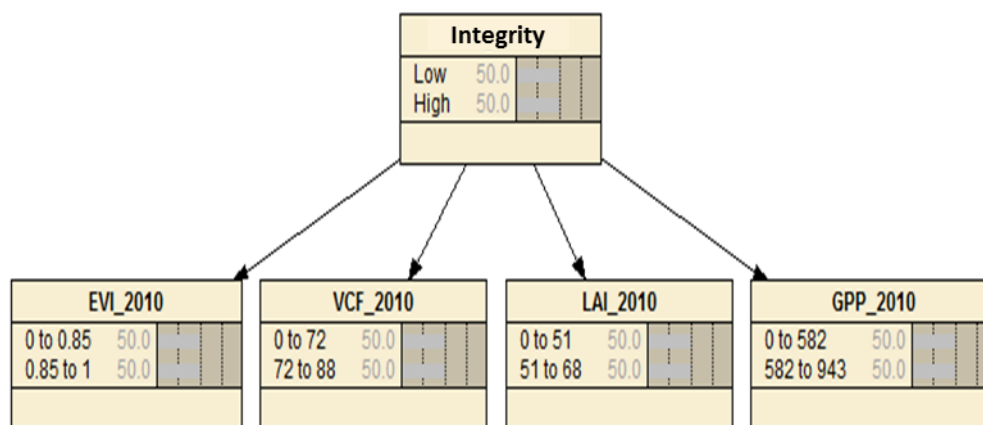 Integrity
Low 50.0
High 50.0
EVI_2010
0 to 0.85 50.0
0.85 to 1 50.0
VCF_2010
0 to 72 50.0
72 to 88 50.0
LAI_2010
0 to 51 50.0
51 to 68 50.0
GPP_2010
0 to 582 50.0
582 to 943 50.0